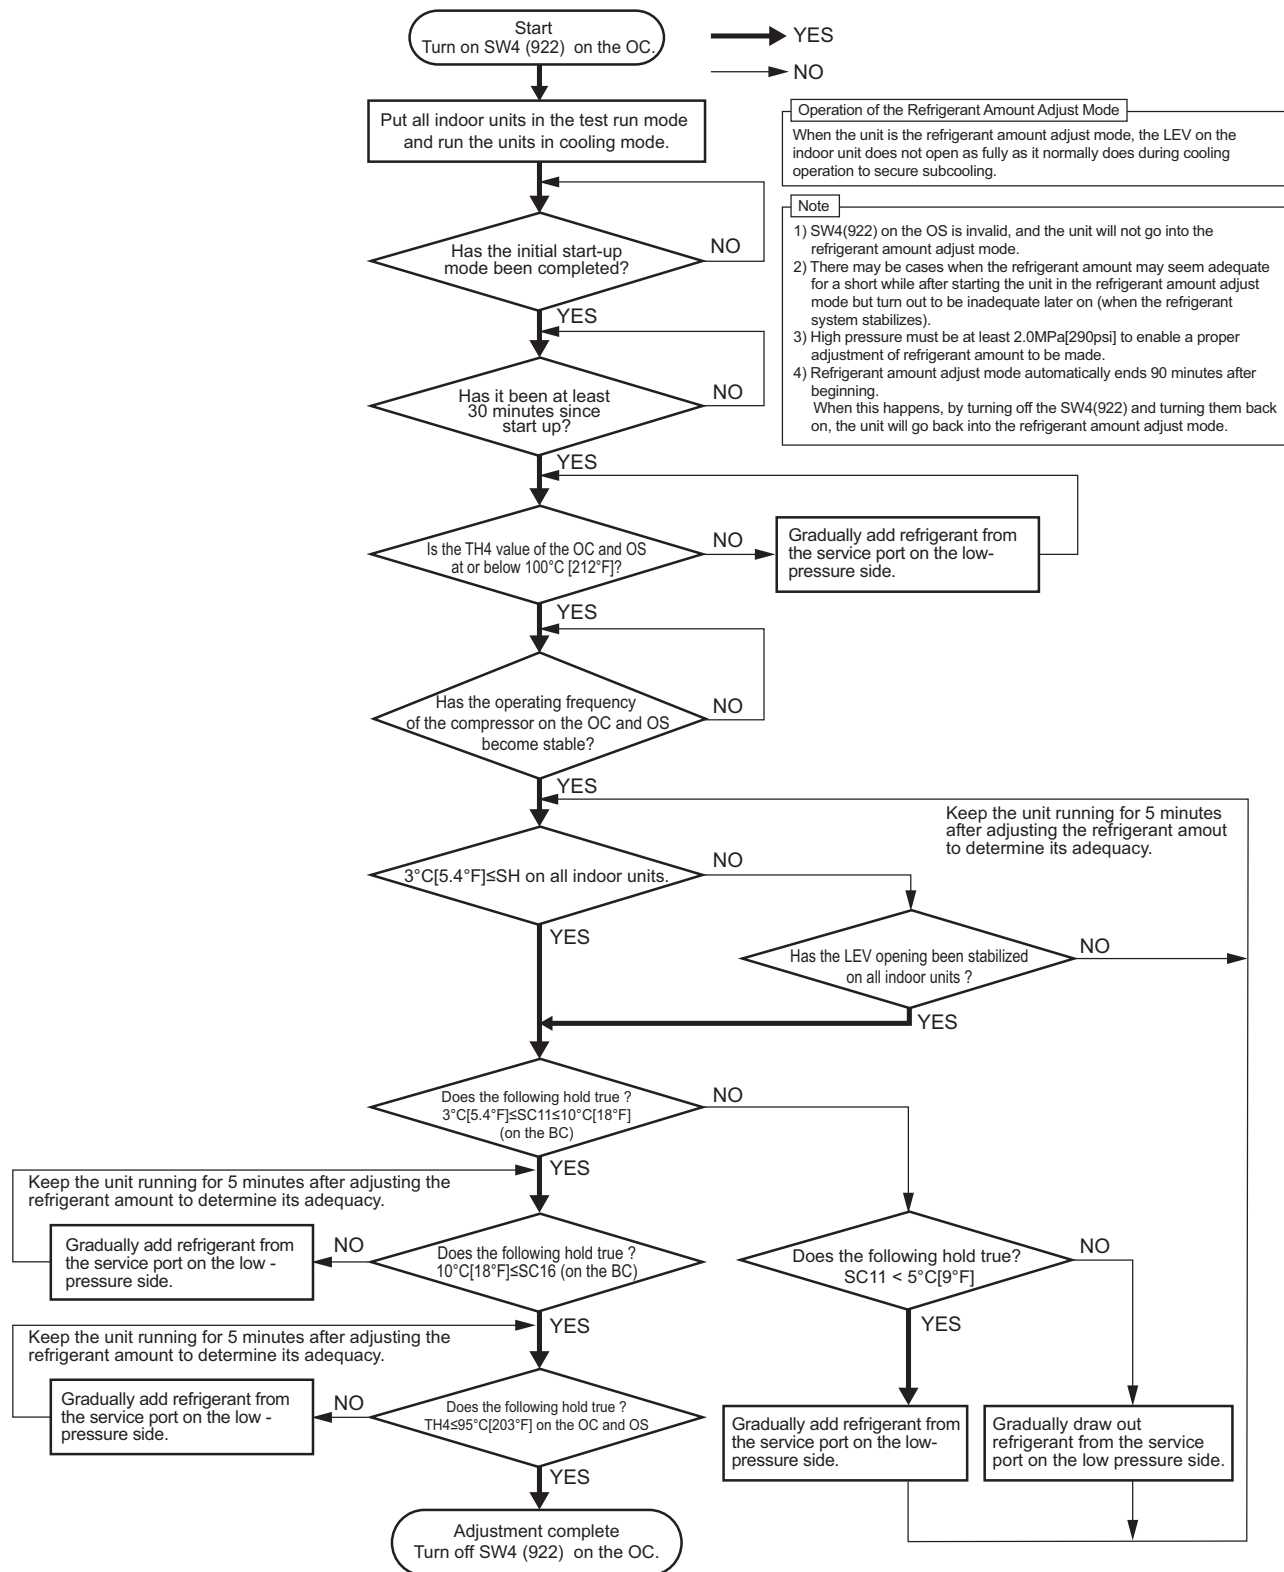 Start
Turn on SW4 (922) on the OC.
YES
NO
Put all indoor units in the test run mode
and run the units in cooling mode.
Operation of the Refrigerant Amount Adjust Mode
When the unit is the refrigerant amount adjust mode, the LEV on the
indoor unit does not open as fully as it normally does during cooling
operation to secure subcooling.
Note
1) SW4(922) on the OS is invalid, and the unit will not go into the
refrigerant amount adjust mode.
2) There may be cases when the refrigerant amount may seem adequate
for a short while after starting the unit in the refrigerant amount adjust
mode but turn out to be inadequate later on (when the refrigerant
system stabilizes).
3) High pressure must be at least 2.0MPa[290psi] to enable a proper
adjustment of refrigerant amount to be made.
4) Refrigerant amount adjust mode automatically ends 90 minutes after
beginning.
When this happens, by turning off the SW4(922) and turning them back
on, the unit will go back into the refrigerant amount adjust mode.
Has the initial start-up
mode been completed?
NO
YES
Has it been at least
30 minutes since
start up?
NO
YES
Is the TH4 value of the OC and OS
at or below 100°C [212°F]?
NO
Gradually add refrigerant from
the service port on the low-
pressure side.
YES
Has the operating frequency
of the compressor on the OC and OS
become stable?
NO
YES
Keep the unit running for 5 minutes
after adjusting the refrigerant amout
to determine its adequacy.
3°C[5.4°F]≤SH on all indoor units.
NO
YES
Has the LEV opening been stabilized
on all indoor units ?
NO
YES
Does the following hold true ?
3°C[5.4°F]≤SC11≤10°C[18°F]
(on the BC)
NO
YES
Keep the unit running for 5 minutes after adjusting the
refrigerant amount to determine its adequacy.
Gradually add refrigerant from
the service port on the low -
pressure side.
NO
Does the following hold true ?
10°C[18°F]≤SC16 (on the BC)
YES
Does the following hold true?
SC11 < 5°C[9°F]
NO
YES
Keep the unit running for 5 minutes after adjusting the
refrigerant amount to determine its adequacy.
Gradually add refrigerant from
the service port on the low -
pressure side.
NO
Does the following hold true ?
TH4≤95°C[203°F] on the OC and OS
YES
Gradually add refrigerant from
the service port on the low-
pressure side.
Gradually draw out
refrigerant from the service
port on the low pressure side.
Adjustment complete
Turn off SW4 (922) on the OC.